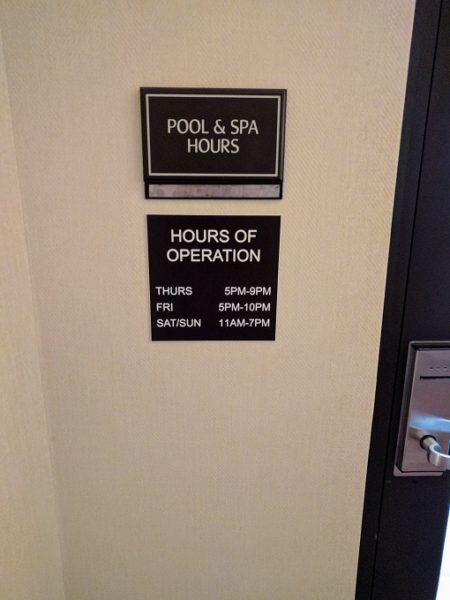 POOL & SPA
HOURS
HOURS OF
OPERATION
THURS 5PM-9PM
FRI 5PM-10PM
SAT/SUN 11AM-7PM